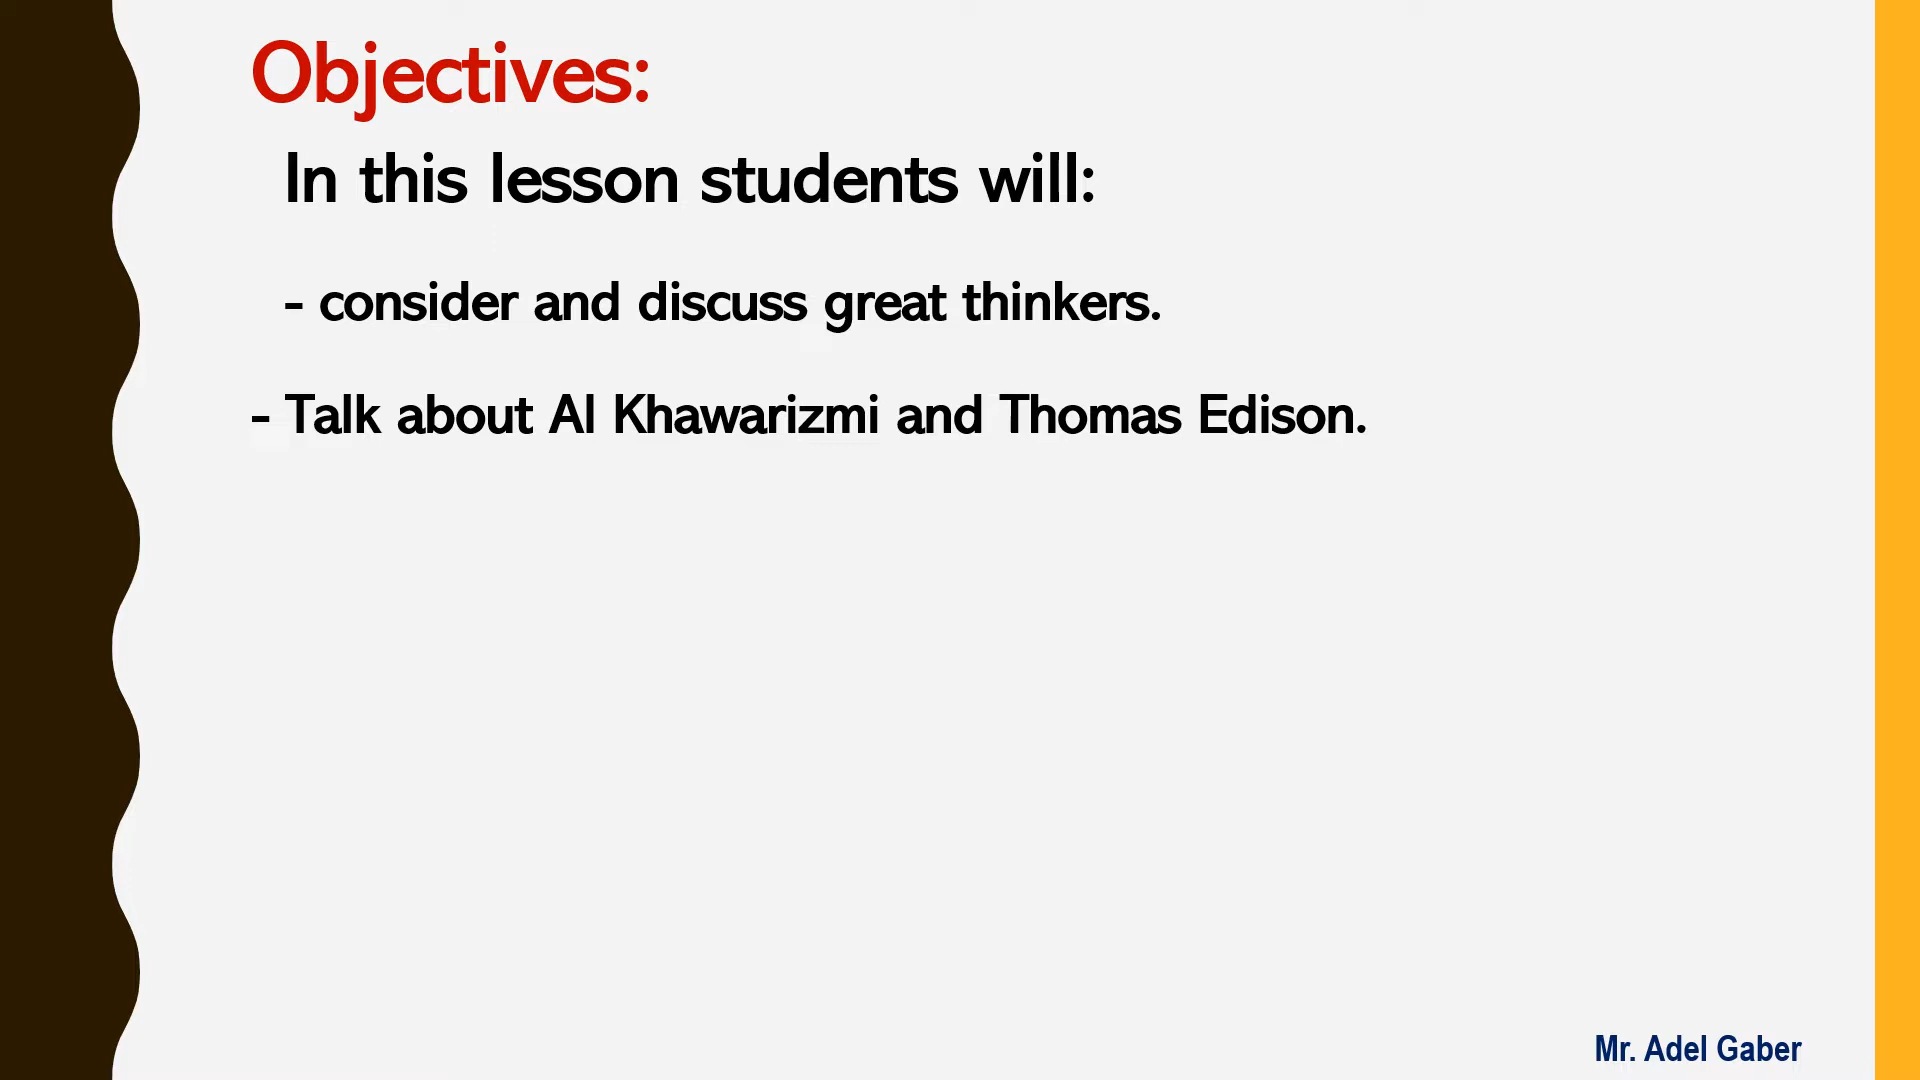 Objectives:
In this lesson students will:
- consider and discuss great thinkers.
- Talk about Al Khawarizmi and Thomas Edison.
Mr. Adel Gaber